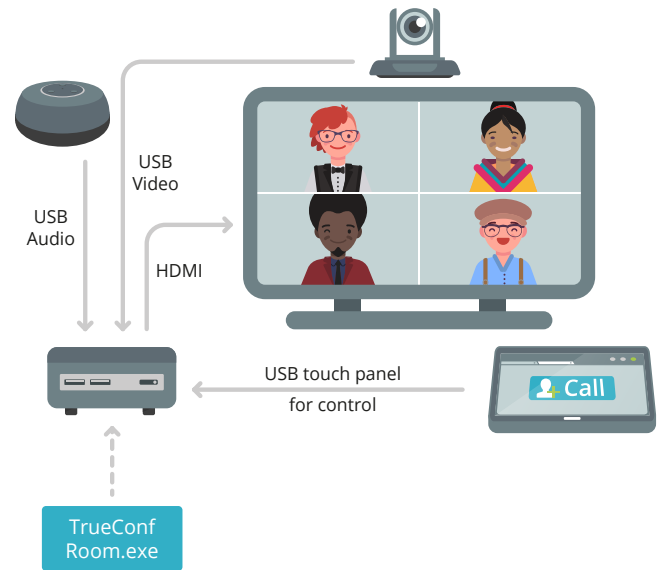 USB
Video
USB
Audio
HDMI
USB touch panel
for control
Call
TrueConf
Room.exe